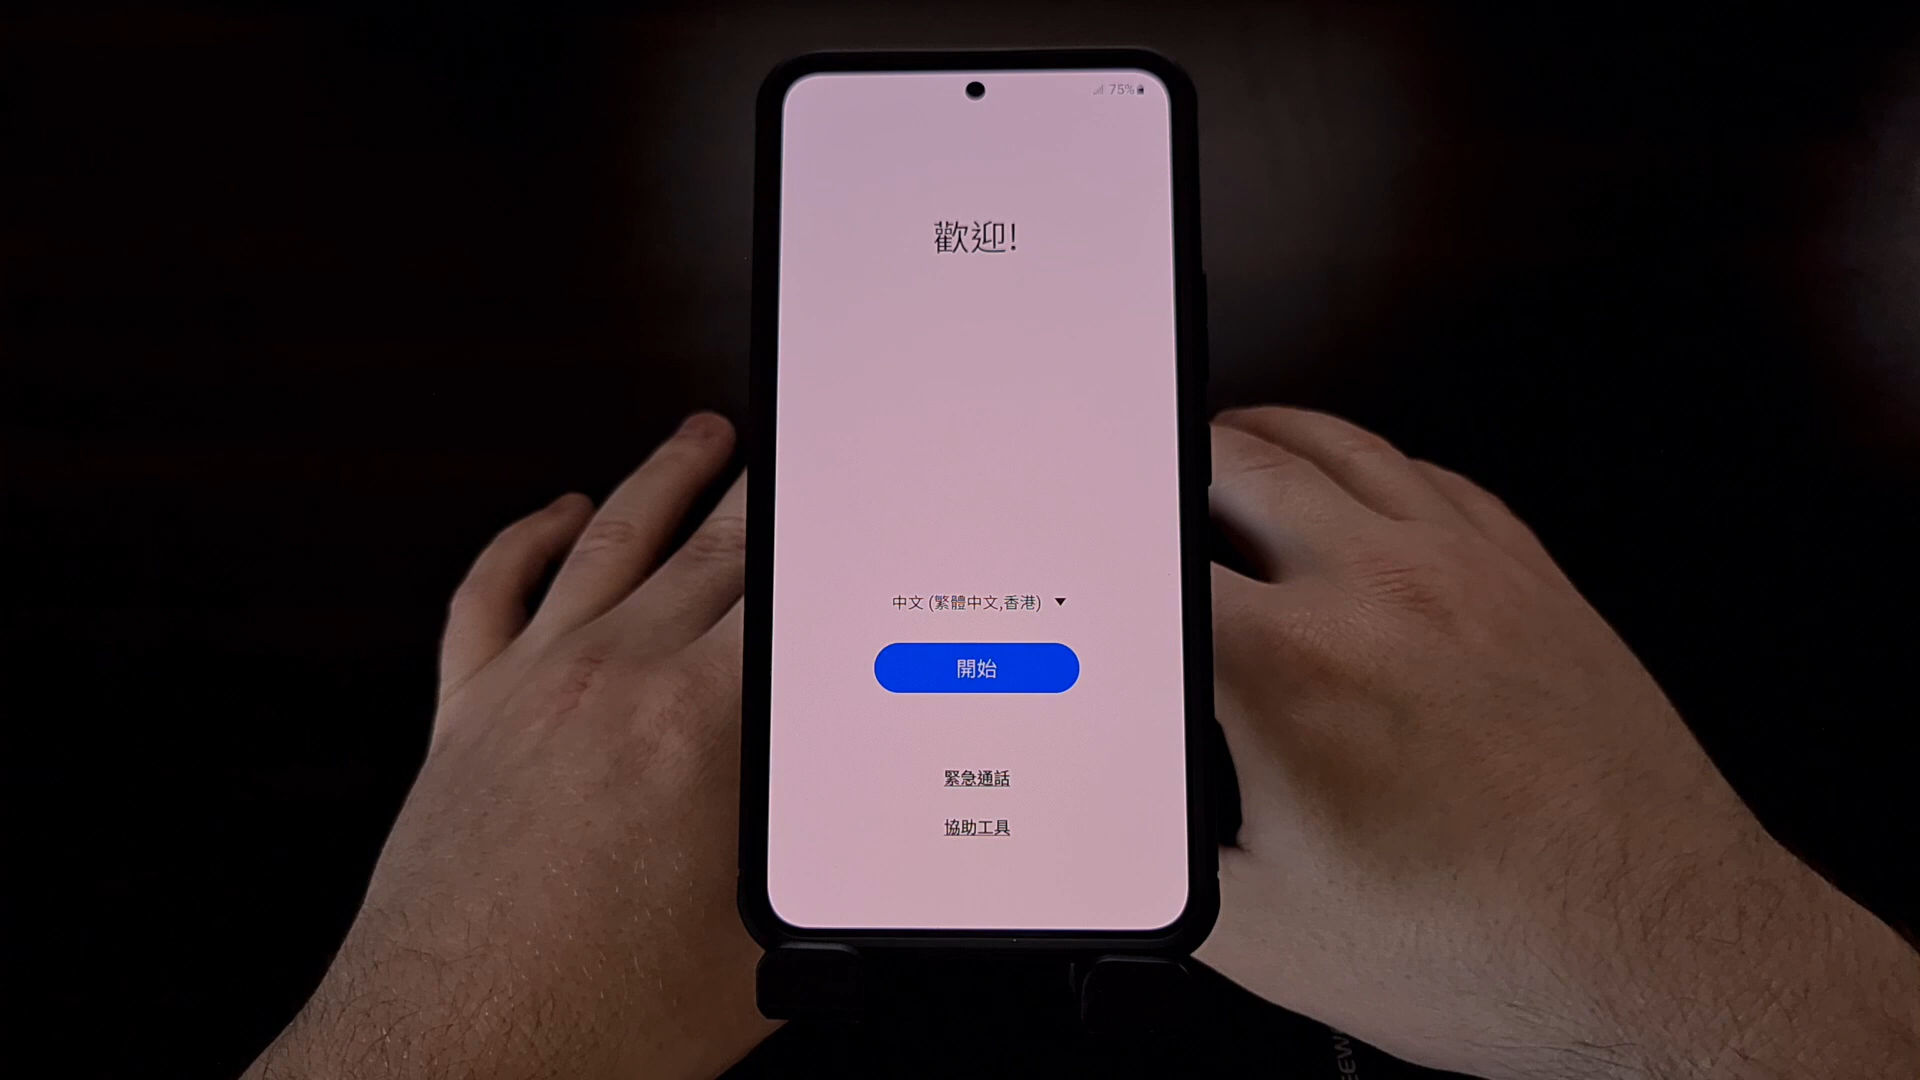 75%
歡迎!
中文 (繁體中文,香港)
開始
緊急通話
協助工具